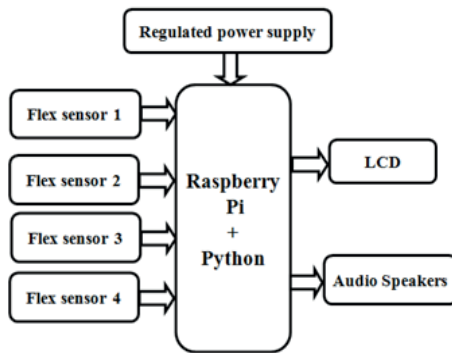 Regulated power supply
Flex sensor 1
Flex sensor 2
Flex sensor 3
Flex sensor 4
Raspberry
Pi
+
Python
LCD
Audio Speakers